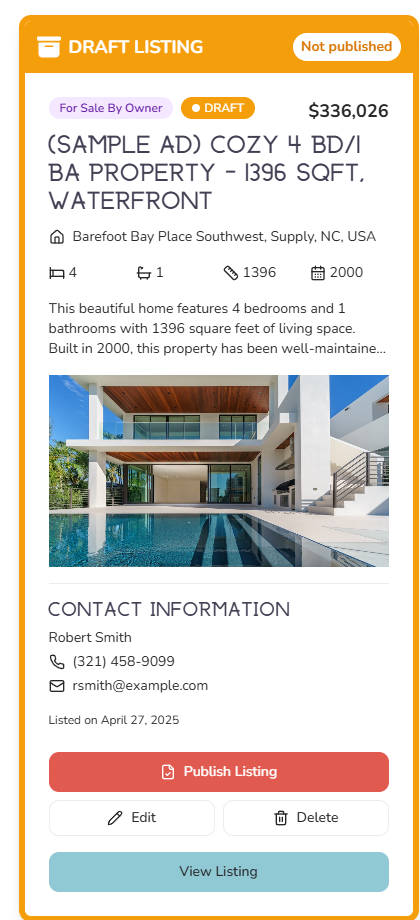 DRAFT LISTING
Not published
For Sale By Owner
DRAFT
$336,026
(SAMPLE AD) COZY 4 BD/1
BA PROPERTY - 1396 SQFT,
WATERFRONT
Barefoot Bay Place Southwest, Supply, NC, USA
4
1
1396
2000
This beautiful home features 4 bedrooms and 1
bathrooms with 1396 square feet of living space.
Built in 2000, this property has been well-maintaine...
CONTACT INFORMATION
Robert Smith
(321) 458-9099
rsmith@example.com
Listed on April 27, 2025
Publish Listing
Edit
Delete
View Listing